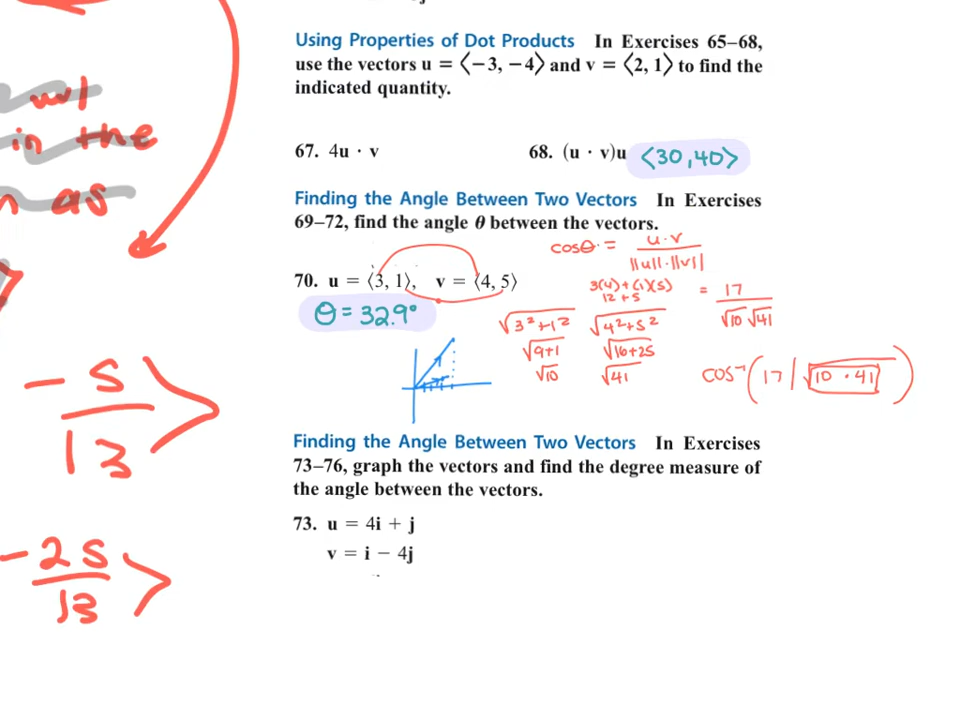 Using Properties of Dot Products In Exercises 65–68,
use the vectors u = ⟨−3, −4⟩ and v = ⟨2, 1⟩ to find the
indicated quantity.
in the
as
67. 4u · v
68. (u · v)u <30,40>
Finding the Angle Between Two Vectors In Exercises
69–72, find the angle θ between the vectors.
cosθ = u·v / ||u||·||v||
70. u = ⟨3, 1⟩, v = ⟨4, 5⟩
3(4)+(1)(5)
12+5
= 17 / √10 √41
θ = 32.9°
√3²+1² √4²+5²
√9+1 √16+25
√10 √41
cos⁻¹(17/√10·41)
−5/13>
Finding the Angle Between Two Vectors In Exercises
73–76, graph the vectors and find the degree measure of
the angle between the vectors.
73. u = 4i + j
v = i − 4j
−25/13>